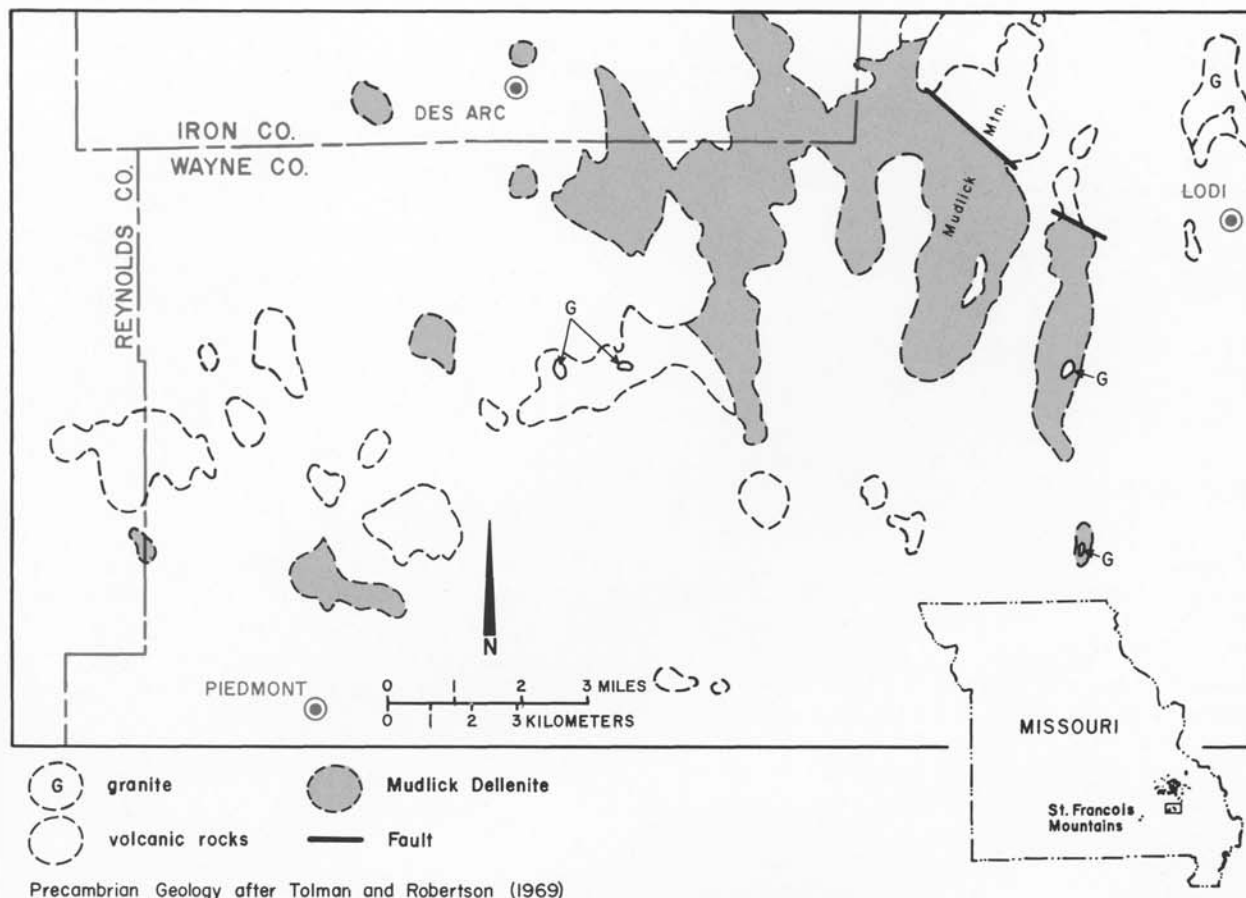 DES ARC
IRON CO.
WAYNE CO.
REYNOLDS CO.
Mtn.
Mudlick
G
LODI
G
G
G
N
PIEDMONT
0 1 2 3 MILES
0 1 2 3 KILOMETERS
MISSOURI
St. Francois
Mountains
G granite
Mudlick Dellenite
volcanic rocks
Fault
Precambrian Geology after Tolman and Robertson (1969)